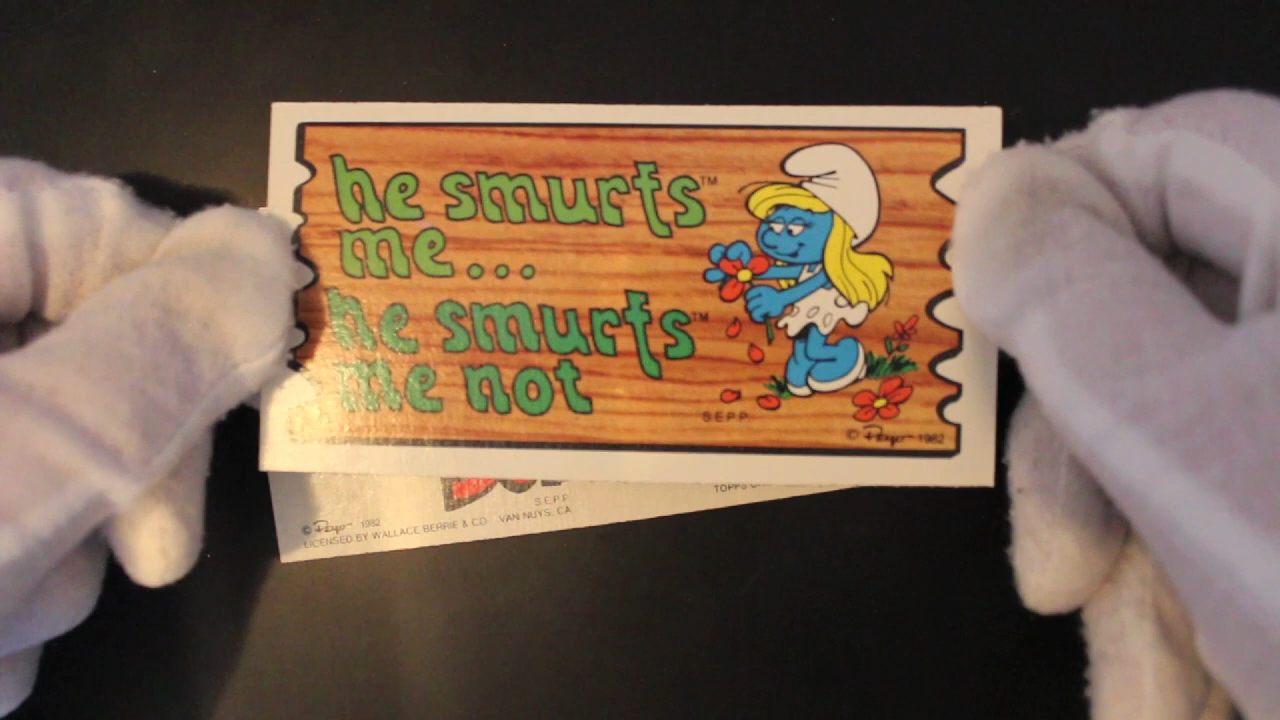 he smurfs™
me...
he smurfs™
me not
S.E.P.P.
© Peyo 1982
S.E.P.P.
TOPPS
© Peyo 1982
LICENSED BY WALLACE BERRIE & CO. VAN NUYS, CA.